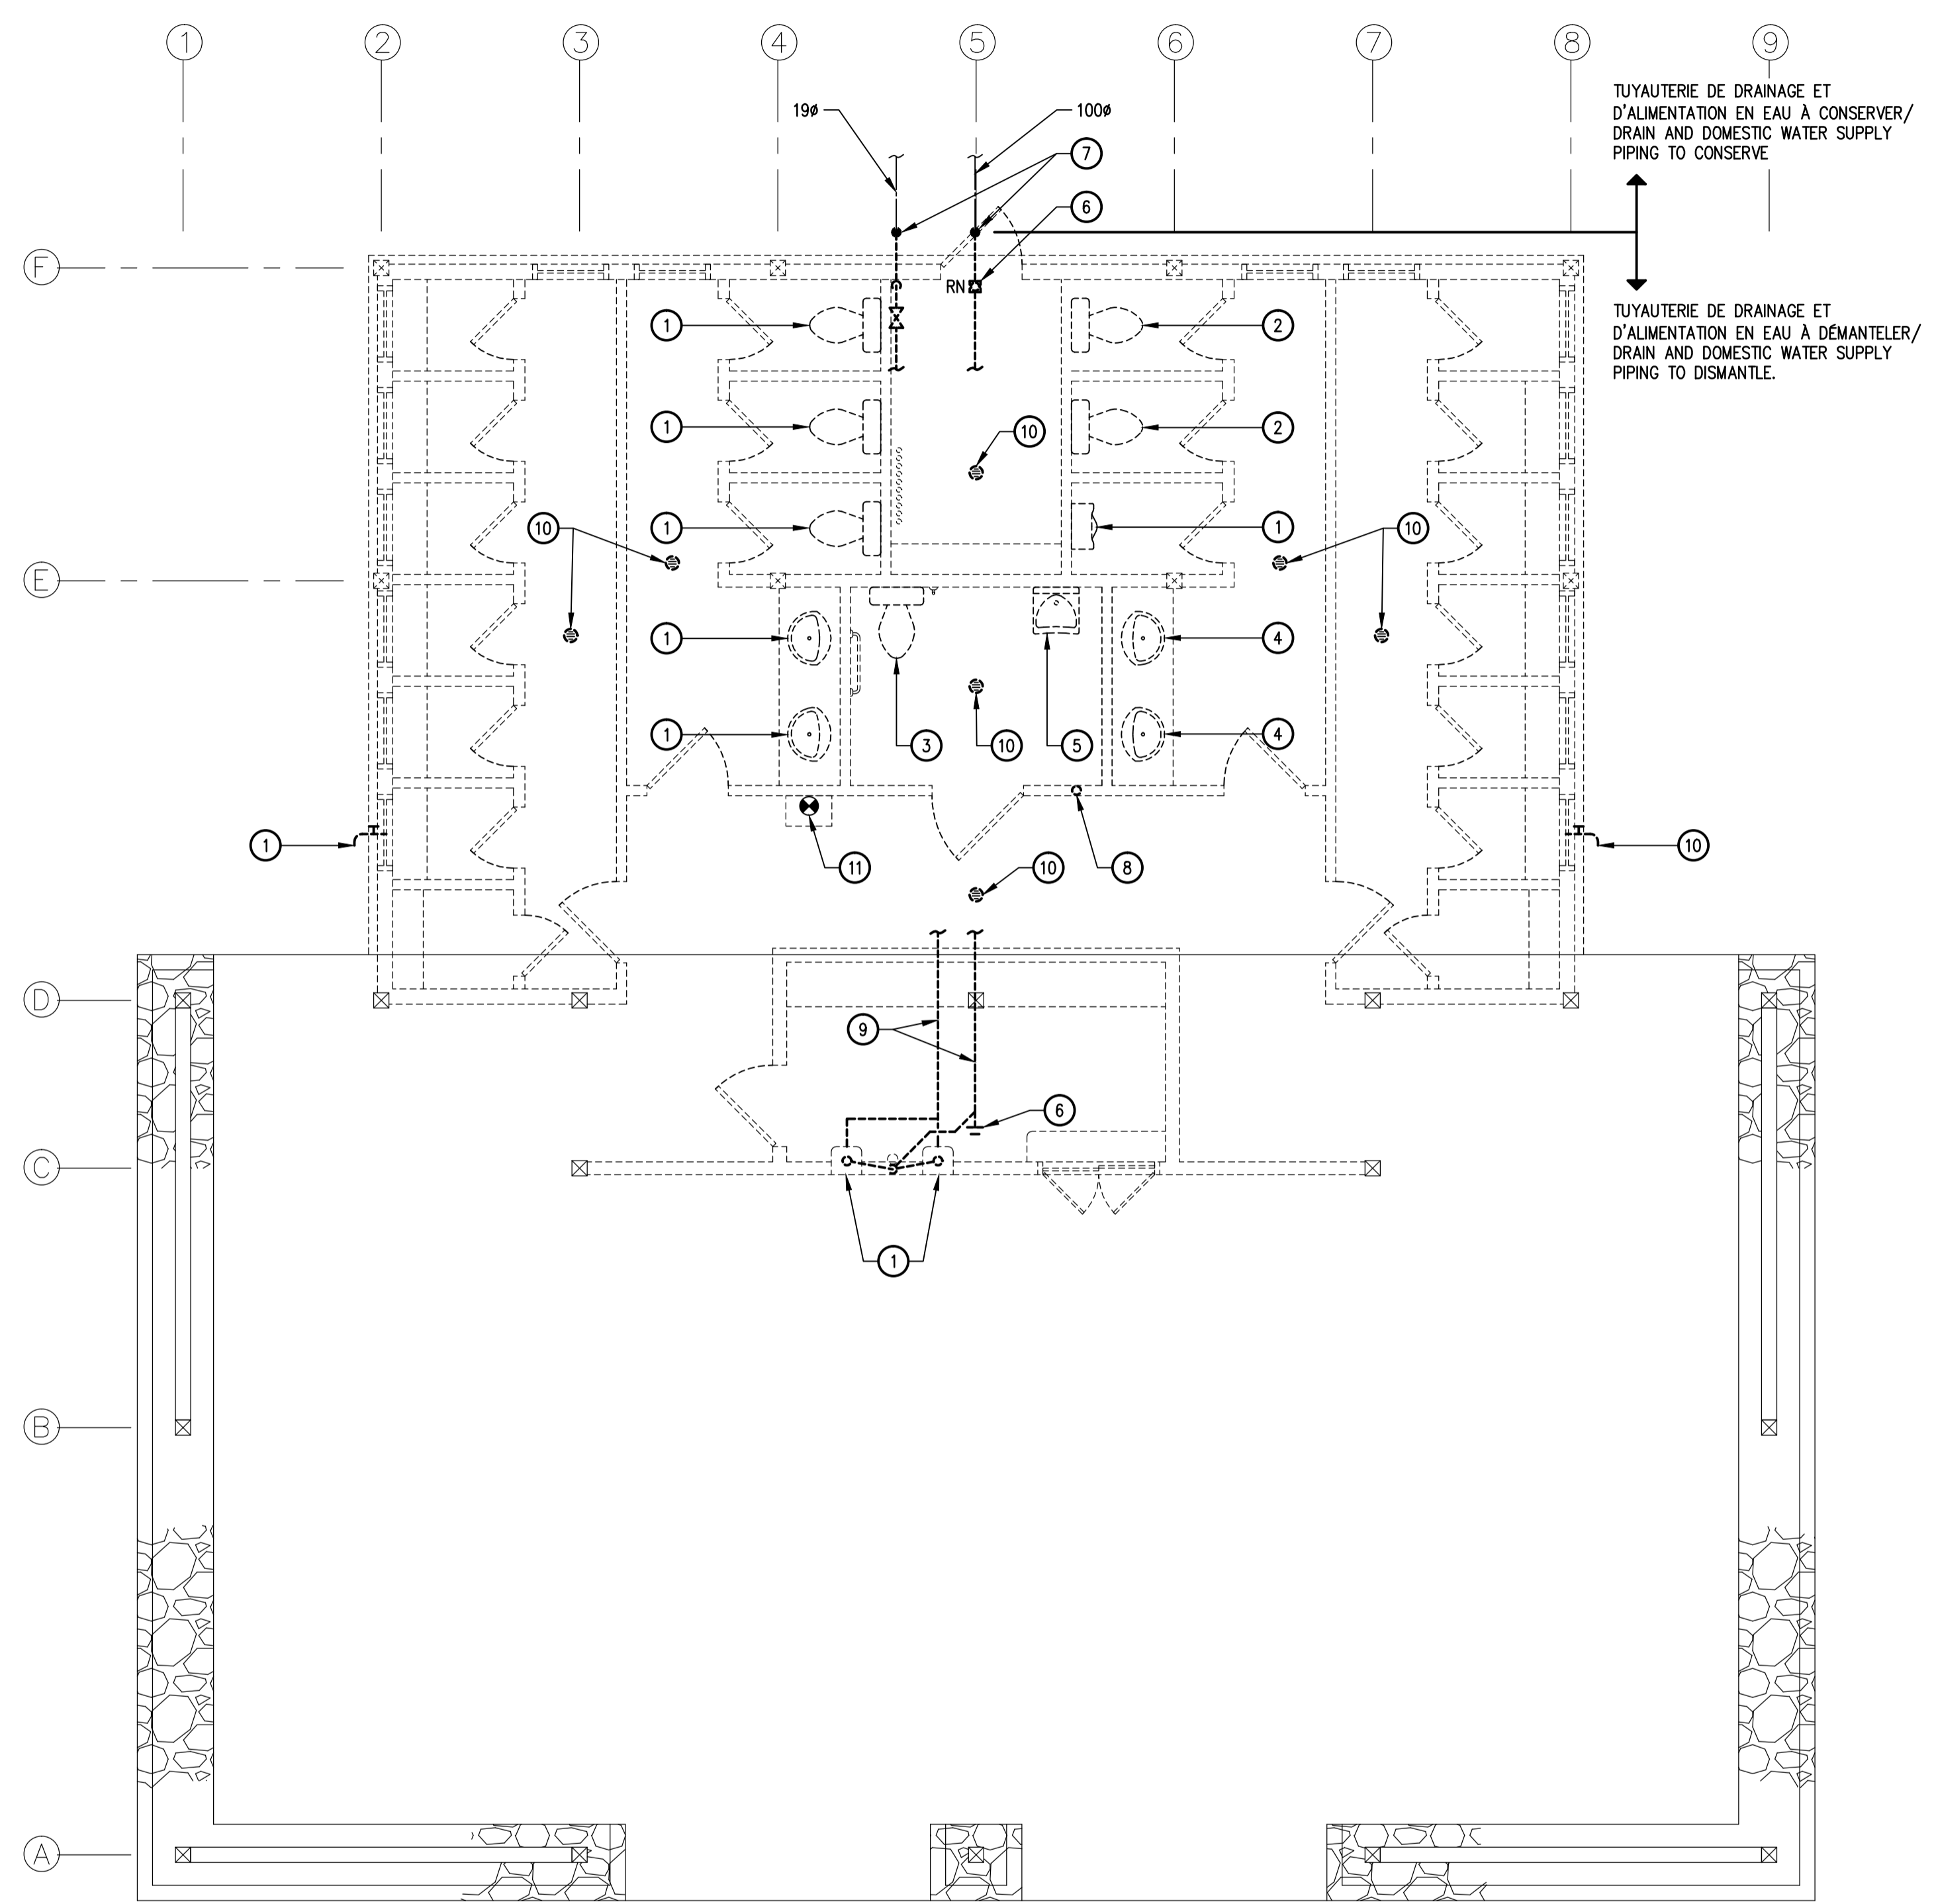 1 2 3 4 5 6 7 8 9
TUYAUTERIE DE DRAINAGE ET
D'ALIMENTATION EN EAU À CONSERVER/
DRAIN AND DOMESTIC WATER SUPPLY
PIPING TO CONSERVE
19ø
100ø
7
6
F
RN
TUYAUTERIE DE DRAINAGE ET
D'ALIMENTATION EN EAU À DÉMANTELER/
DRAIN AND DOMESTIC WATER SUPPLY
PIPING TO DISMANTLE.
1
2
1
10
2
10
1
1
10
E
1
4
1
3
10
5
4
1
11
10
8
10
D
9
6
C
1
B
A